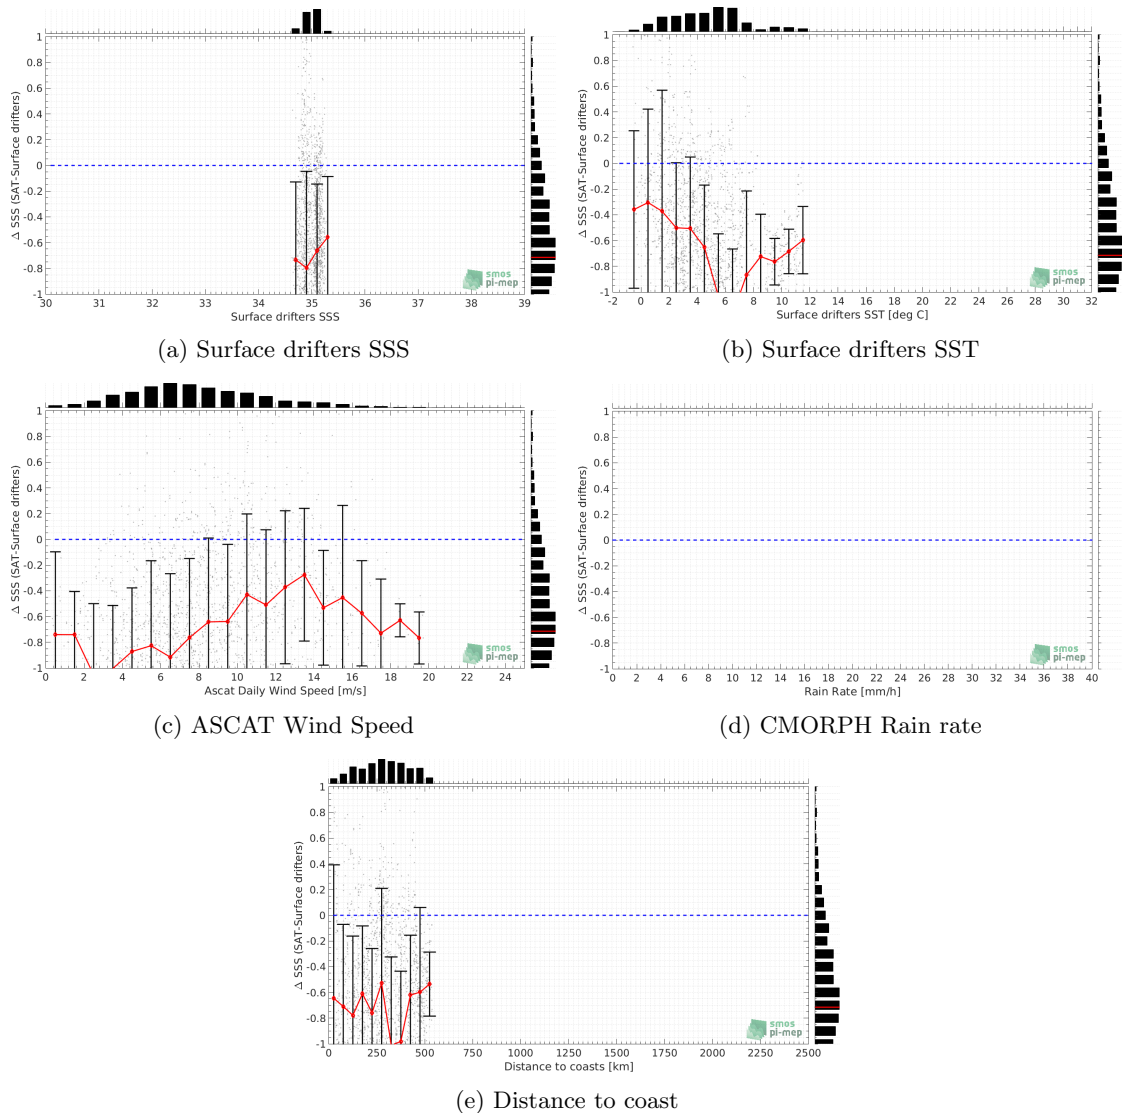 1
0.8
0.6
0.4
0.2
0
-0.2
-0.4
-0.6
-0.8
-1
Δ SSS (SAT-Surface drifters)
30 31 32 33 34 35 36 37 38 39
Surface drifters SSS
smos
pi-mep
(a) Surface drifters SSS
1
0.8
0.6
0.4
0.2
0
-0.2
-0.4
-0.6
-0.8
-1
Δ SSS (SAT-Surface drifters)
-2 0 2 4 6 8 10 12 14 16 18 20 22 24 26 28 30 32
Surface drifters SST [deg C]
smos
pi-mep
(b) Surface drifters SST
1
0.8
0.6
0.4
0.2
0
-0.2
-0.4
-0.6
-0.8
-1
Δ SSS (SAT-Surface drifters)
0 2 4 6 8 10 12 14 16 18 20 22 24
Ascat Daily Wind Speed [m/s]
smos
pi-mep
(c) ASCAT Wind Speed
1
0.8
0.6
0.4
0.2
0
-0.2
-0.4
-0.6
-0.8
-1
Δ SSS (SAT-Surface drifters)
0 2 4 6 8 10 12 14 16 18 20 22 24 26 28 30 32 34 36 38 40
Rain Rate [mm/h]
smos
pi-mep
(d) CMORPH Rain rate
1
0.8
0.6
0.4
0.2
0
-0.2
-0.4
-0.6
-0.8
-1
Δ SSS (SAT-Surface drifters)
0 250 500 750 1000 1250 1500 1750 2000 2250 2500
Distance to coasts [km]
smos
pi-mep
(e) Distance to coast